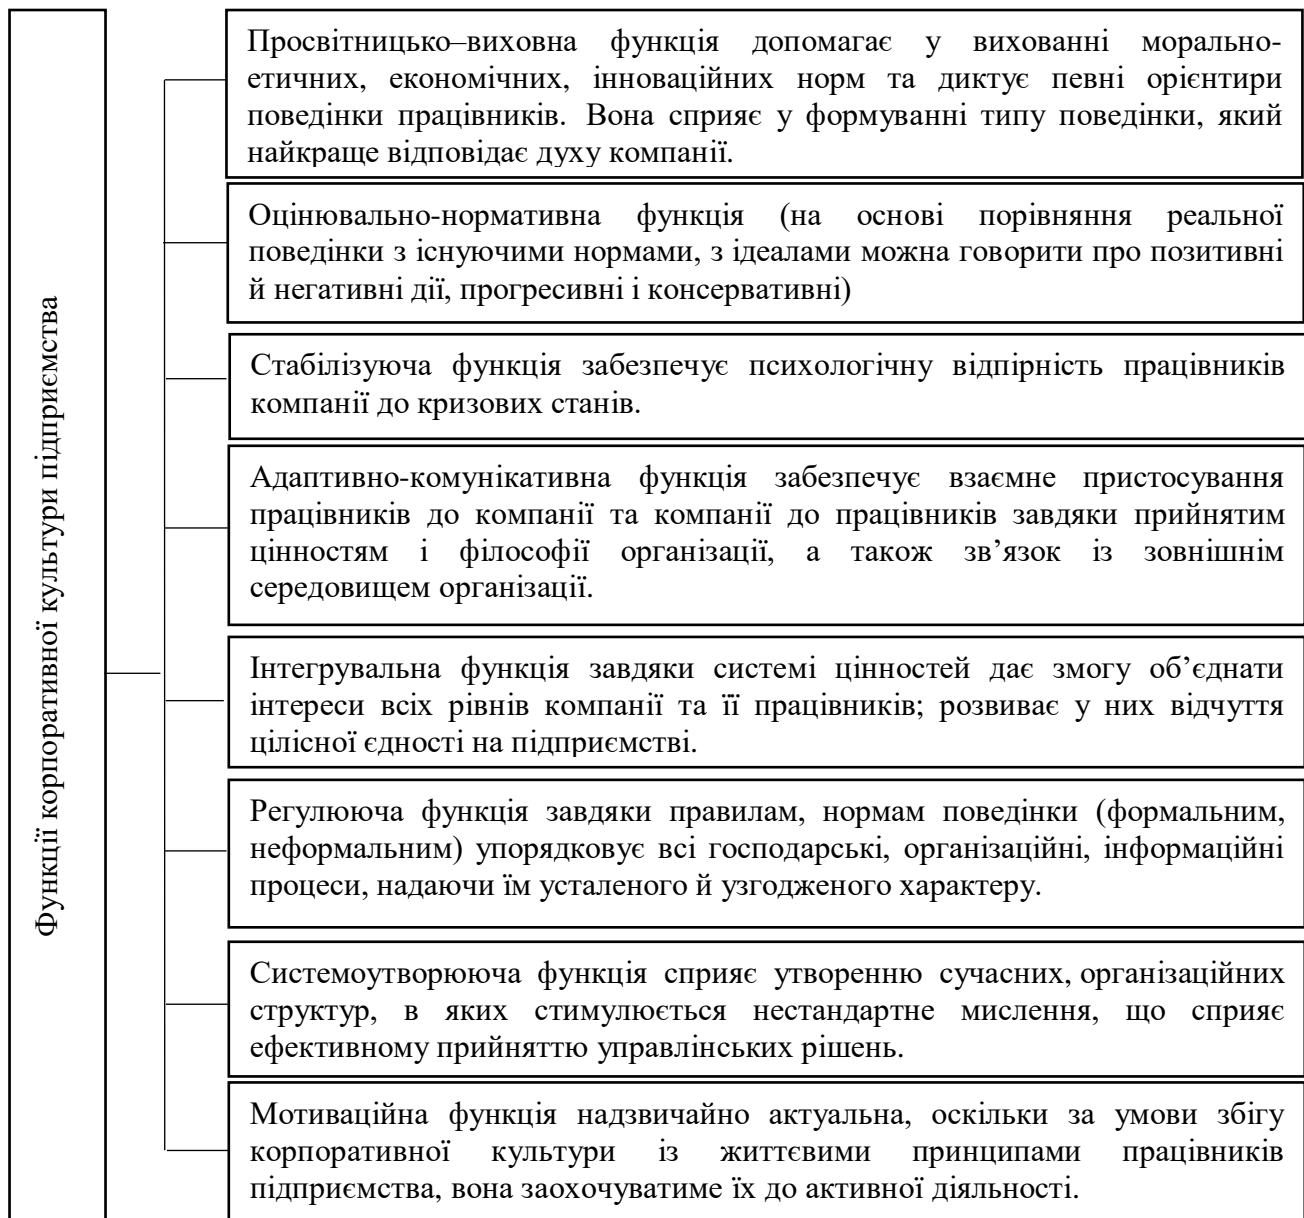 Функції корпоративної культури підприємства
Просвітницько–виховна функція допомагає у вихованні морально-
етичних, економічних, інноваційних норм та диктує певні орієнтири
поведінки працівників. Вона сприяє у формуванні типу поведінки, який
найкраще відповідає духу компанії.
Оцінювально-нормативна функція (на основі порівняння реальної
поведінки з існуючими нормами, з ідеалами можна говорити про позитивні
й негативні дії, прогресивні і консервативні)
Стабілізуюча функція забезпечує психологічну відпірність працівників
компанії до кризових станів.
Адаптивно-комунікативна функція забезпечує взаємне пристосування
працівників до компанії та компанії до працівників завдяки прийнятим
цінностям і філософії організації, а також зв’язок із зовнішнім
середовищем організації.
Інтегрувальна функція завдяки системі цінностей дає змогу об’єднати
інтереси всіх рівнів компанії та її працівників; розвиває у них відчуття
цілісної єдності на підприємстві.
Регулююча функція завдяки правилам, нормам поведінки (формальним,
неформальним) упорядковує всі господарські, організаційні, інформаційні
процеси, надаючи їм усталеного й узгодженого характеру.
Системоутворююча функція сприяє утворенню сучасних, організаційних
структур, в яких стимулюється нестандартне мислення, що сприяє
ефективному прийняттю управлінських рішень.
Мотиваційна функція надзвичайно актуальна, оскільки за умови збігу
корпоративної культури із життєвими принципами працівників
підприємства, вона заохочуватиме їх до активної діяльності.